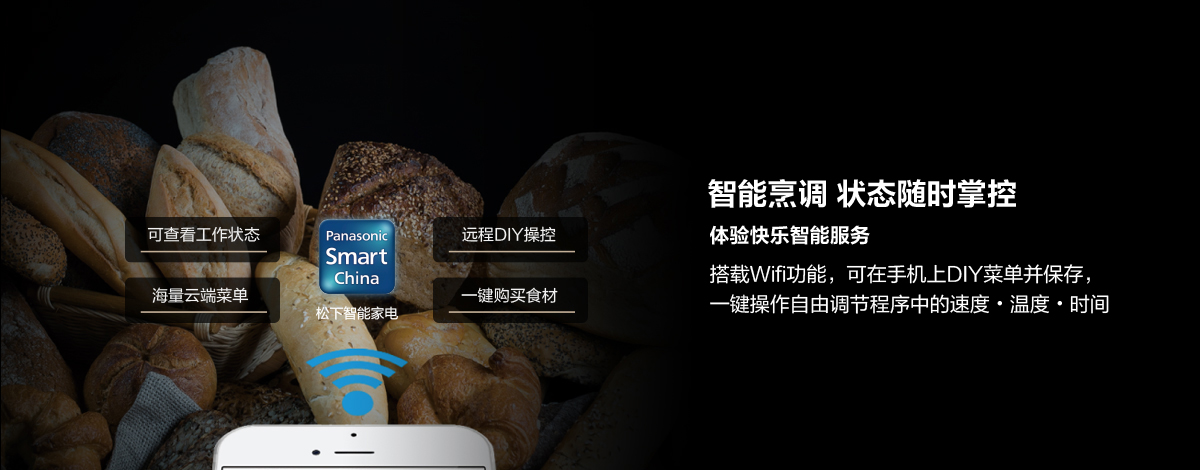 可查看工作状态
海量云端菜单
Panasonic
Smart
China
松下智能家电
远程DIY操控
一键购买食材
智能烹调 状态随时掌控
体验快乐智能服务
搭载Wifi功能，可在手机上DIY菜单并保存，
一键操作自由调节程序中的速度·温度·时间